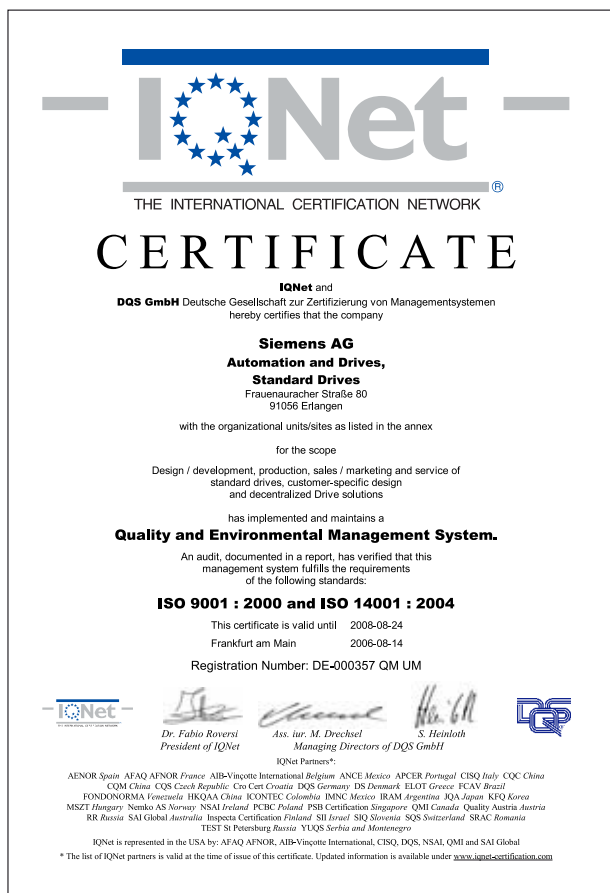 IQNet
®
THE INTERNATIONAL CERTIFICATION NETWORK
CERTIFICATE
IQNet and
DQS GmbH Deutsche Gesellschaft zur Zertifizierung von Managementsystemen
hereby certifies that the company
Siemens AG
Automation and Drives,
Standard Drives
Frauenauracher Straße 80
91056 Erlangen
with the organizational units/sites as listed in the annex
for the scope
Design / development, production, sales / marketing and service of
standard drives, customer-specific design
and decentralized Drive solutions
has implemented and maintains a
Quality and Environmental Management System.
An audit, documented in a report, has verified that this
management system fulfills the requirements
of the following standards:
ISO 9001 : 2000 and ISO 14001 : 2004
This certificate is valid until 2008-08-24
Frankfurt am Main 2006-08-14
Registration Number: DE-000357 QM UM
IQNet
DQS
Dr. Fabio Roversi Ass. iur. M. Drechsel S. Heinloth
President of IQNet Managing Directors of DQS GmbH
IQNet Partners*:
AENOR Spain AFAQ AFNOR France AIB-Vinçotte International Belgium ANCE Mexico APCER Portugal CISQ Italy CQC China
CQM China CQS Czech Republic Cro Cert Croatia DQS Germany DS Denmark ELOT Greece FCAV Brazil
FONDONORMA Venezuela HKQAA China ICONTEC Colombia IMNC Mexico IRAM Argentina JQA Japan KFQ Korea
MSZT Hungary Nemko AS Norway NSAI Ireland PCBC Poland PSB Certification Singapore QMI Canada Quality Austria Austria
RR Russia SAI Global Australia Inspecta Certification Finland SII Israel SIQ Slovenia SQS Switzerland SRAC Romania
TEST St Petersburg Russia YUQS Serbia and Montenegro
IQNet is represented in the USA by: AFAQ AFNOR, AIB-Vinçotte International, CISQ, DQS, NSAI, QMI and SAI Global
* The list of IQNet partners is valid at the time of issue of this certificate. Updated information is available under www.iqnet-certification.com